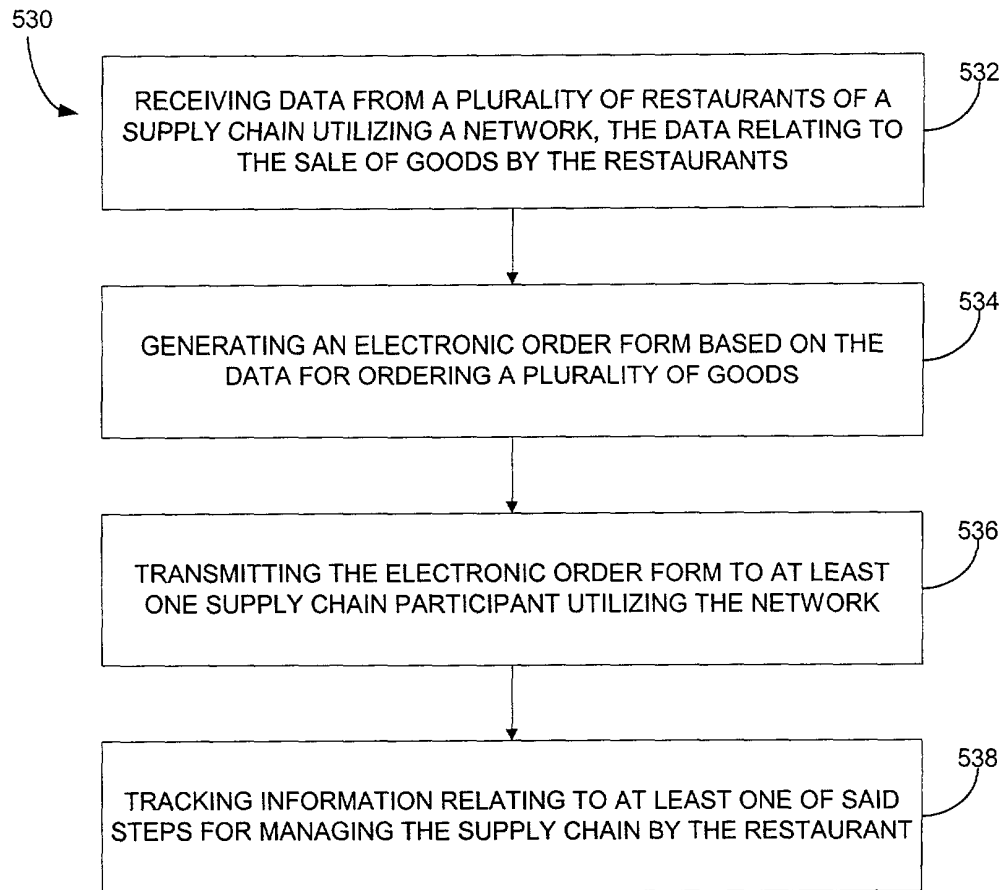 530
532
RECEIVING DATA FROM A PLURALITY OF RESTAURANTS OF A
SUPPLY CHAIN UTILIZING A NETWORK, THE DATA RELATING TO
THE SALE OF GOODS BY THE RESTAURANTS
534
GENERATING AN ELECTRONIC ORDER FORM BASED ON THE
DATA FOR ORDERING A PLURALITY OF GOODS
536
TRANSMITTING THE ELECTRONIC ORDER FORM TO AT LEAST
ONE SUPPLY CHAIN PARTICIPANT UTILIZING THE NETWORK
538
TRACKING INFORMATION RELATING TO AT LEAST ONE OF SAID
STEPS FOR MANAGING THE SUPPLY CHAIN BY THE RESTAURANT